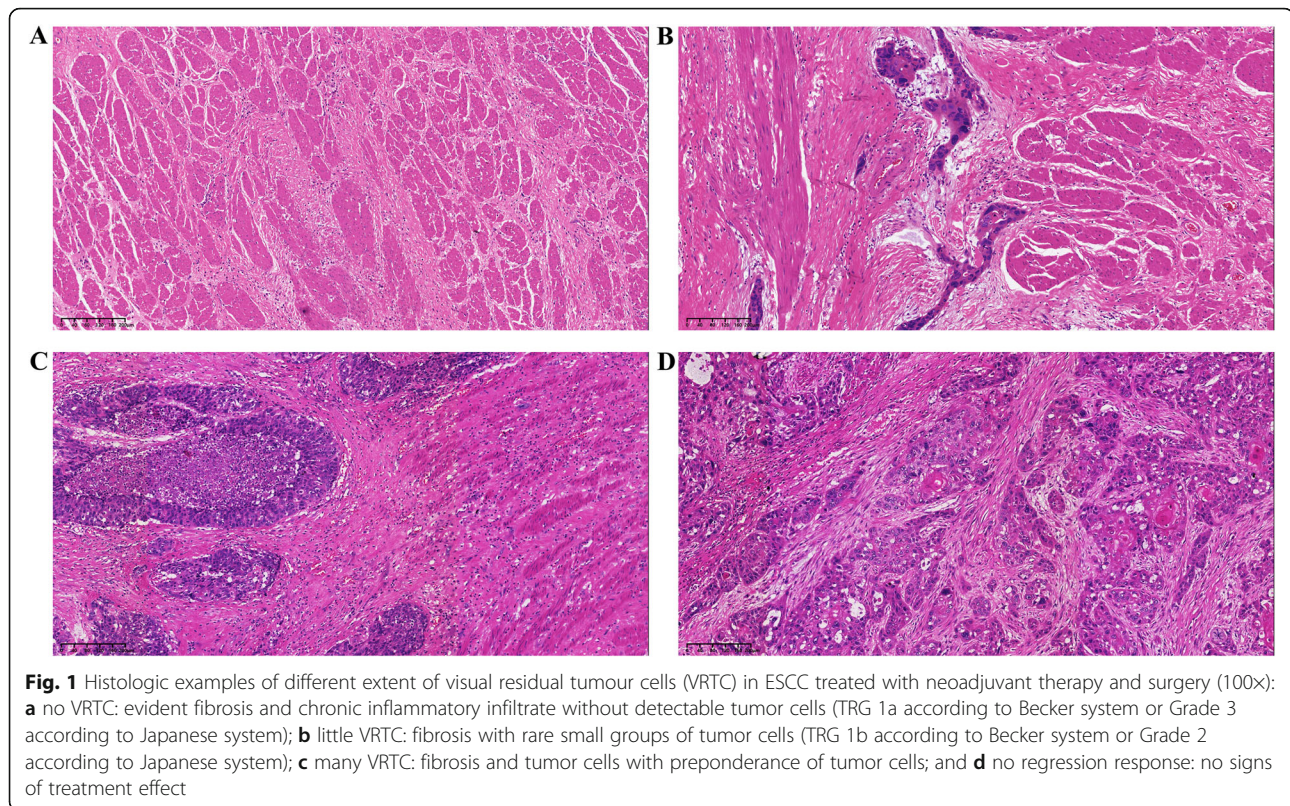 A
B
C
D
Fig. 1 Histologic examples of different extent of visual residual tumour cells (VRTC) in ESCC treated with neoadjuvant therapy and surgery (100×):
a no VRTC: evident fibrosis and chronic inflammatory infiltrate without detectable tumor cells (TRG 1a according to Becker system or Grade 3
according to Japanese system); b little VRTC: fibrosis with rare small groups of tumor cells (TRG 1b according to Becker system or Grade 2
according to Japanese system); c many VRTC: fibrosis and tumor cells with preponderance of tumor cells; and d no regression response: no signs
of treatment effect